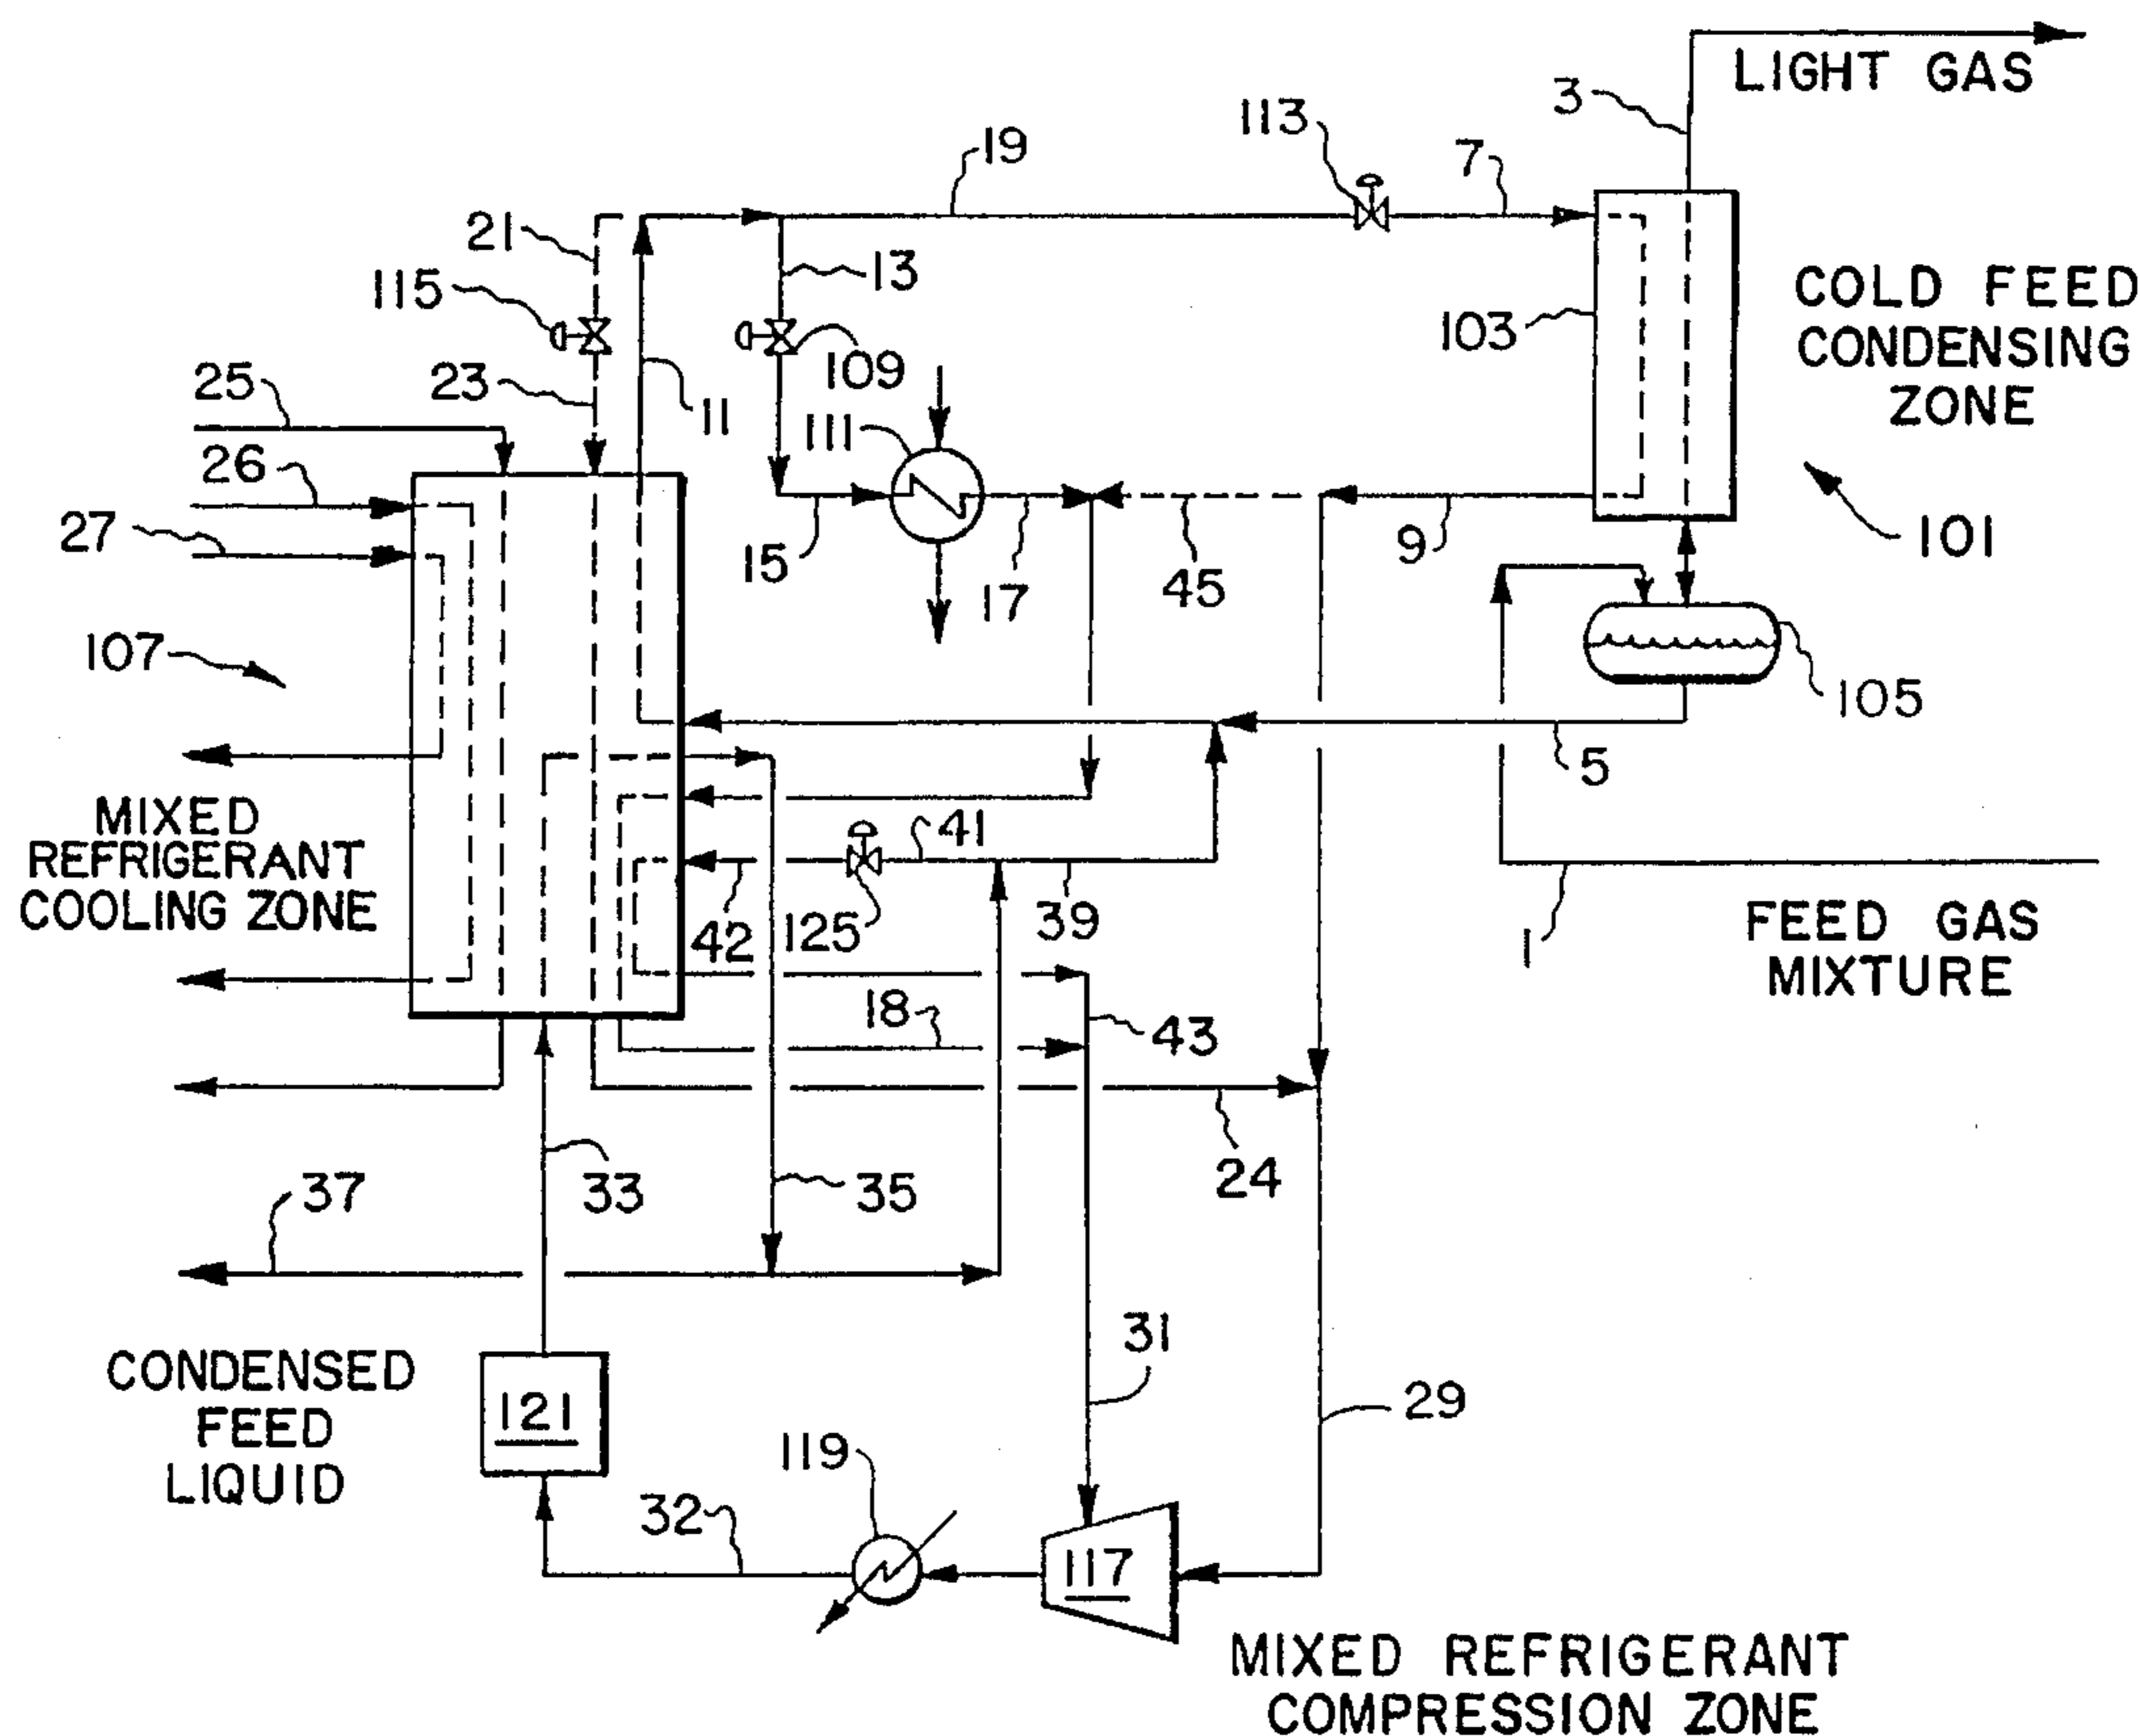 LIGHT GAS
3
113
7
19
21
13
115
COLD FEED
CONDENSING
ZONE
103
109
25
23
11
111
26
27
15
17
45
9
101
107
105
5
MIXED
REFRIGERANT
COOLING ZONE
41
42
125
39
1
FEED GAS
MIXTURE
18
43
24
37
33
35
31
CONDENSED
FEED
LIQUID
121
29
119
32
117
MIXED REFRIGERANT
COMPRESSION ZONE